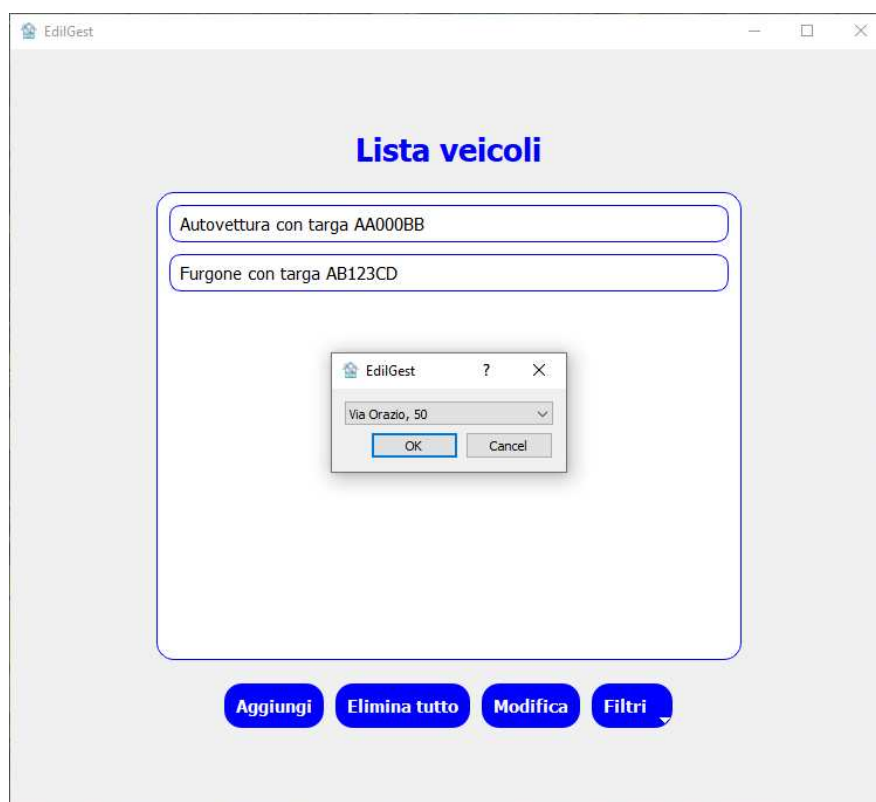 EdilGest
Lista veicoli
Autovettura con targa AA000BB
Furgone con targa AB123CD
EdilGest ?
Via Orazio, 50
OK Cancel
Aggiungi Elimina tutto Modifica Filtri